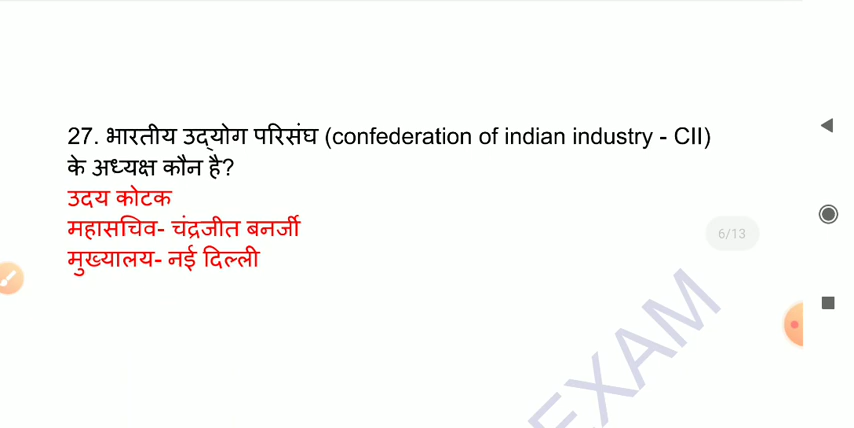 27. भारतीय उद्योग परिसंघ (confederation of indian industry - CII)
के अध्यक्ष कौन है?
उदय कोटक
महासचिव- चंद्रजीत बनर्जी
मुख्यालय- नई दिल्ली
6/13
EXAM